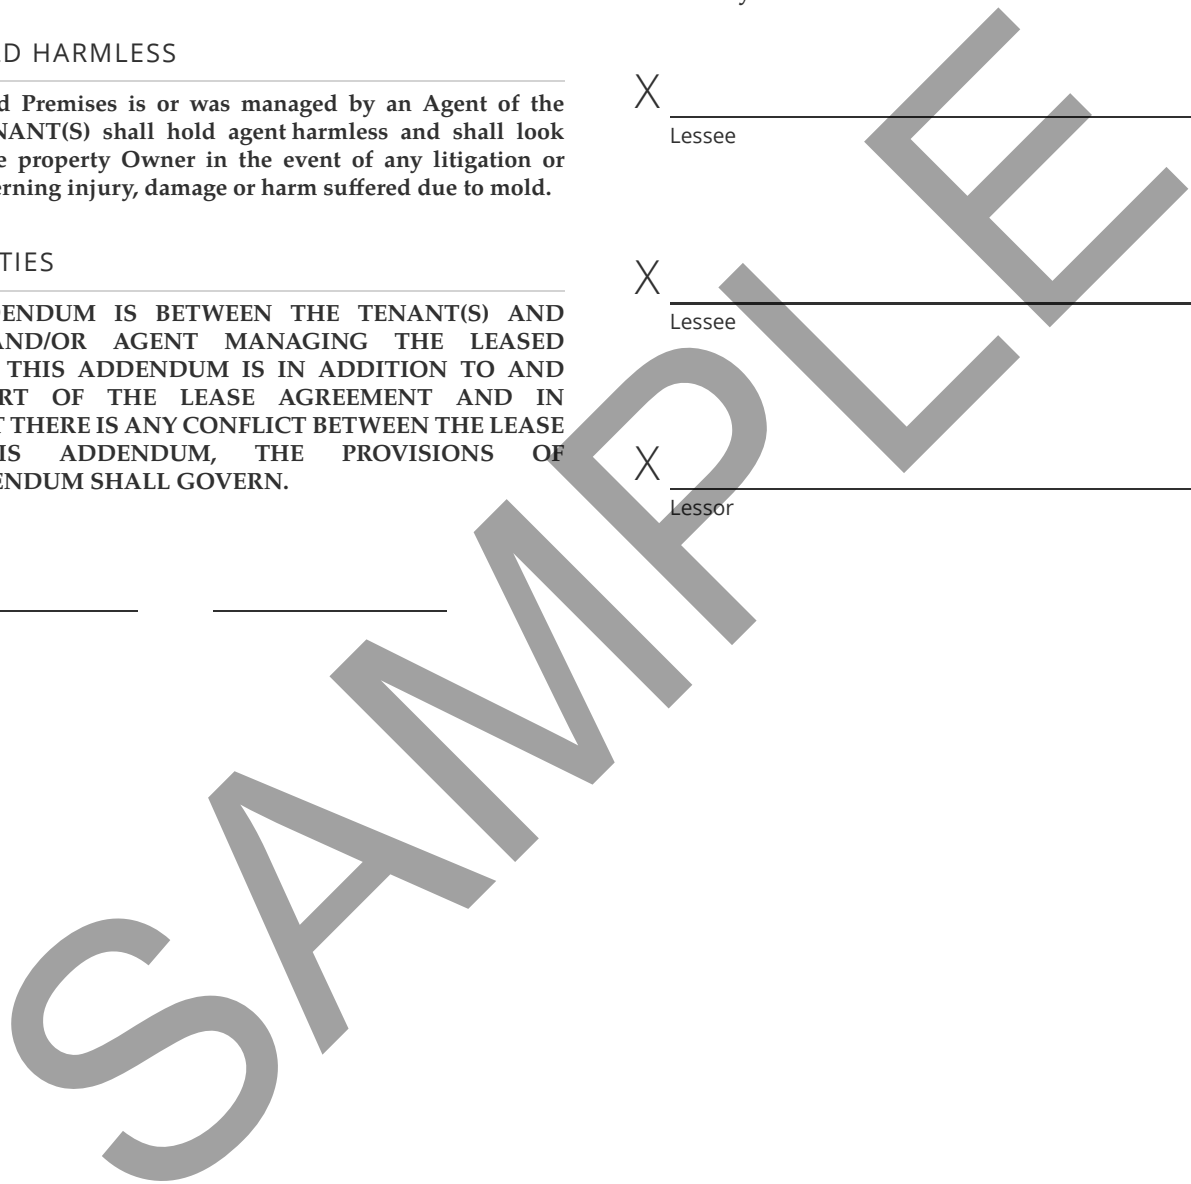 D HARMLESS
Premises is or was managed by an Agent of the
NANT(S) shall hold agent harmless and shall look
property Owner in the event of any litigation or
erning injury, damage or harm suffered due to mold.
TIES
ENDUM IS BETWEEN THE TENANT(S) AND
AND/OR AGENT MANAGING THE LEASED
THIS ADDENDUM IS IN ADDITION TO AND
RT OF THE LEASE AGREEMENT AND IN
THERE IS ANY CONFLICT BETWEEN THE LEASE
IS ADDENDUM, THE PROVISIONS OF
ENDUM SHALL GOVERN.
X
Lessee
X
Lessee
X
Lessor
SAMPLE